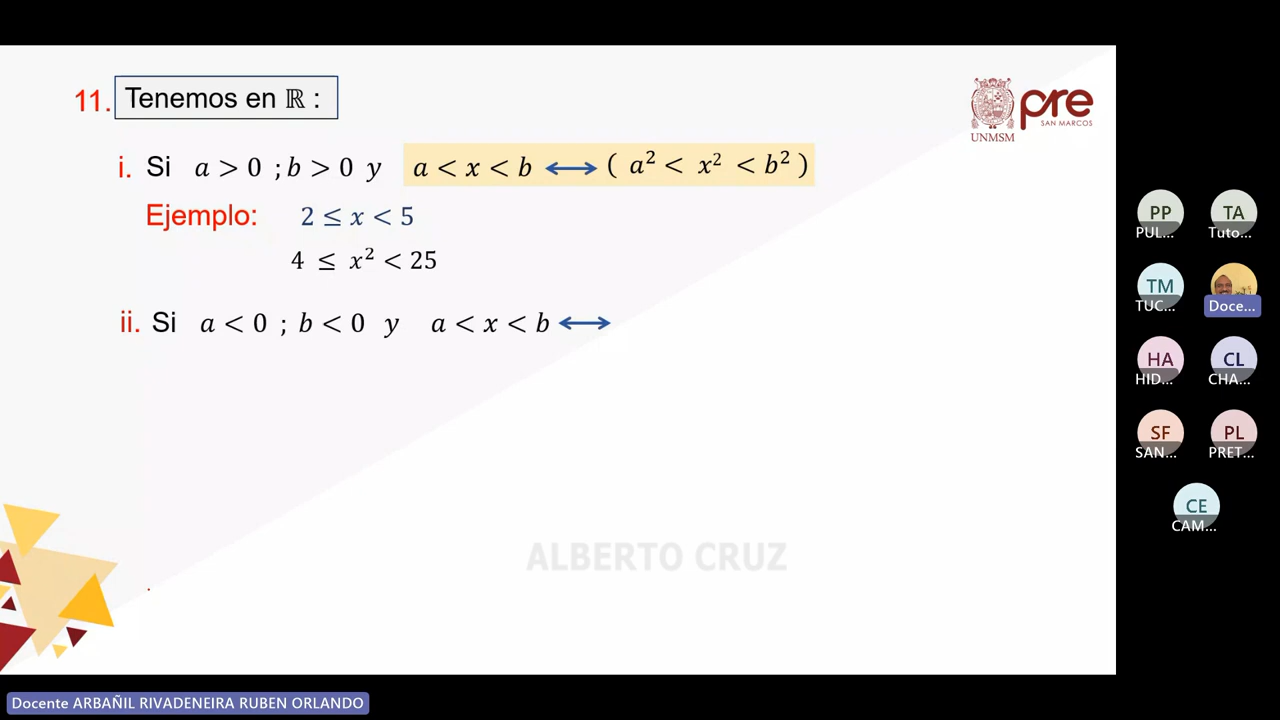 11. Tenemos en ℝ :
UNMSM
pre
SAN MARCOS
i. Si a > 0 ; b > 0 y a < x < b ⟷ ( a² < x² < b² )
Ejemplo: 2 ≤ x < 5
4 ≤ x² < 25
ii. Si a < 0 ; b < 0 y a < x < b ⟷
ALBERTO CRUZ
PP TA
PUL... Tuto...
TM
TUC... Doce...
HA CL
HID... CHA...
SF PL
SAN... PRET...
CE
CAM...
Docente ARBAÑIL RIVADENEIRA RUBEN ORLANDO